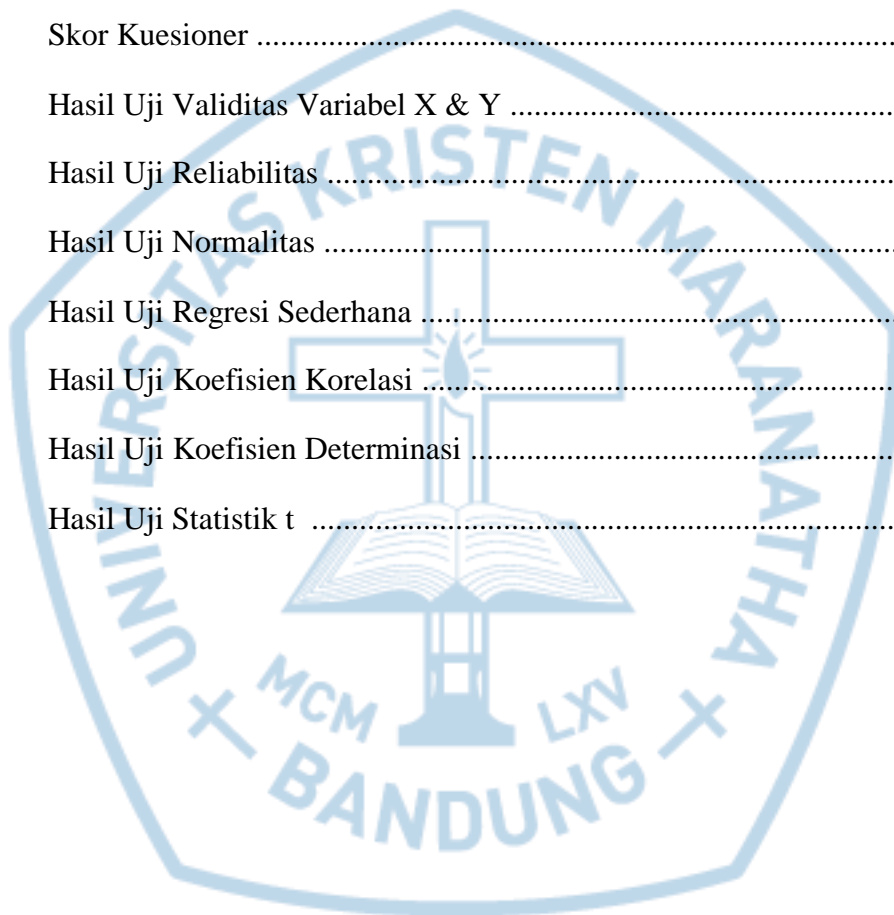 Skor Kuesioner ................................................................................
Hasil Uji Validitas Variabel X & Y ................................................
Hasil Uji Reliabilitas .......................................................................
Hasil Uji Normalitas .......................................................................
Hasil Uji Regresi Sederhana ...........................................................
Hasil Uji Koefisien Korelasi ...........................................................
Hasil Uji Koefisien Determinasi .....................................................
Hasil Uji Statistik t .........................................................................
UNIVERSITAS KRISTEN MARANATHA
MCM LXV
BANDUNG